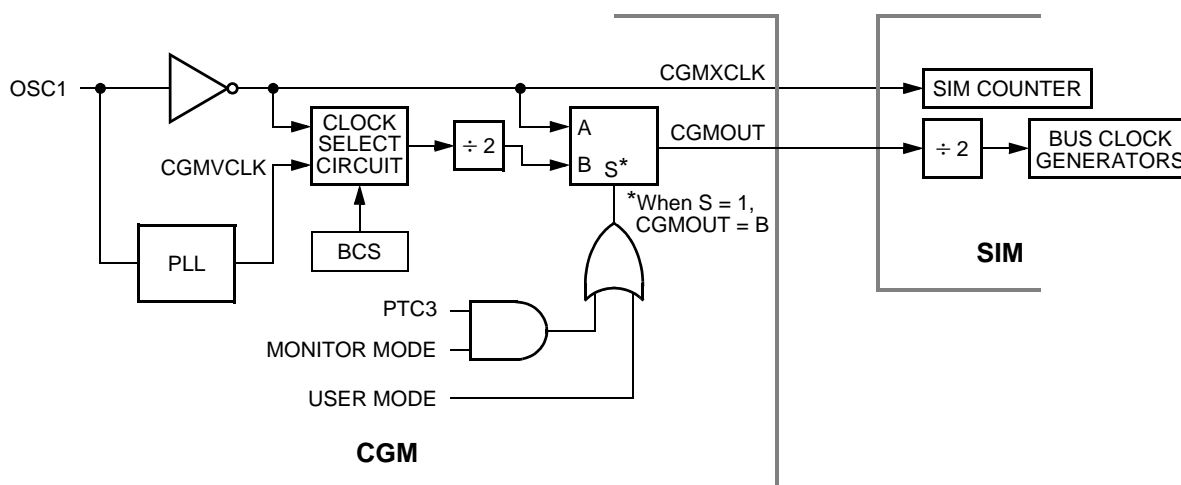 OSC1
CGMXCLK
SIM COUNTER
CLOCK
SELECT
CIRCUIT
÷ 2
A
B
S*
CGMOUT
÷ 2
BUS CLOCK
GENERATORS
CGMVCLK
*When S = 1,
CGMOUT = B
PLL
BCS
SIM
PTC3
MONITOR MODE
USER MODE
CGM